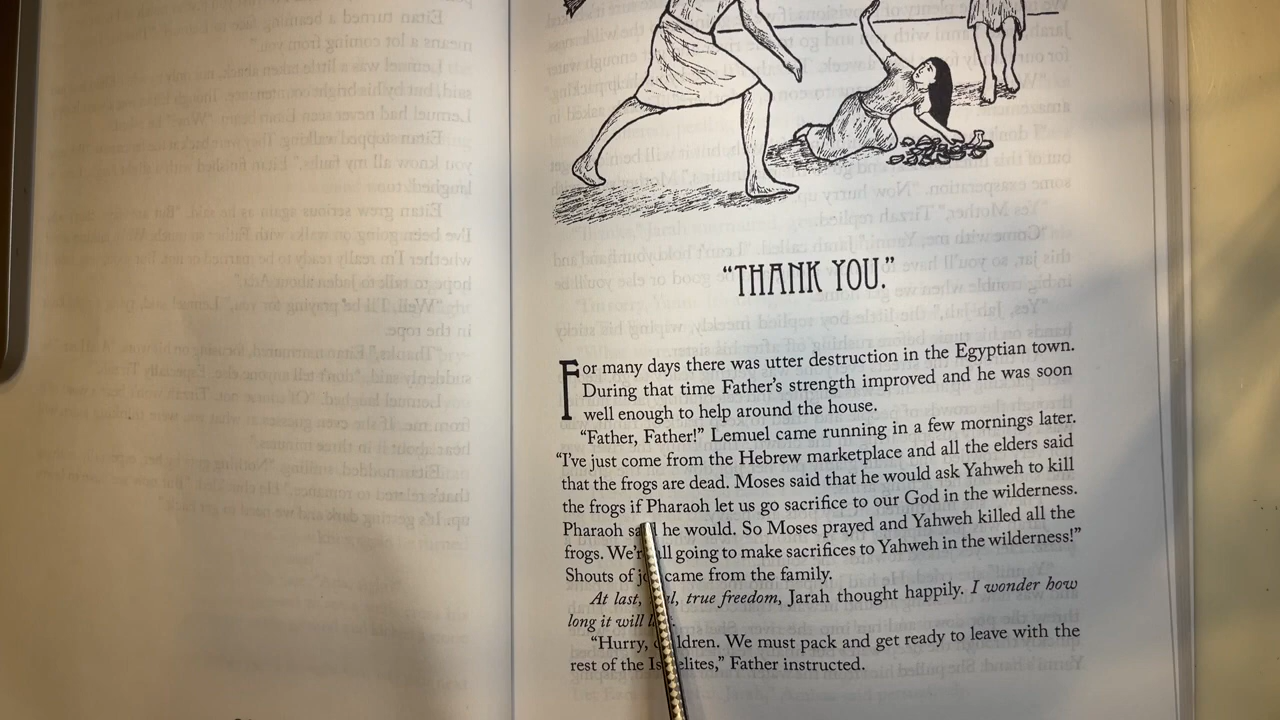 "THANK YOU."
For many days there was utter destruction in the Egyptian town.
During that time Father's strength improved and he was soon
well enough to help around the house.
"Father, Father!" Lemuel came running in a few mornings later.
"I've just come from the Hebrew marketplace and all the elders said
that the frogs are dead. Moses said that he would ask Yahweh to kill
the frogs if Pharaoh let us go sacrifice to our God in the wilderness.
Pharaoh said he would. So Moses prayed and Yahweh killed all the
frogs. We're all going to make sacrifices to Yahweh in the wilderness!"
Shouts of joy came from the family.
At last, true freedom, Jarah thought happily. I wonder how
long it will
"Hurry, children. We must pack and get ready to leave with the
rest of the Israelites," Father instructed.